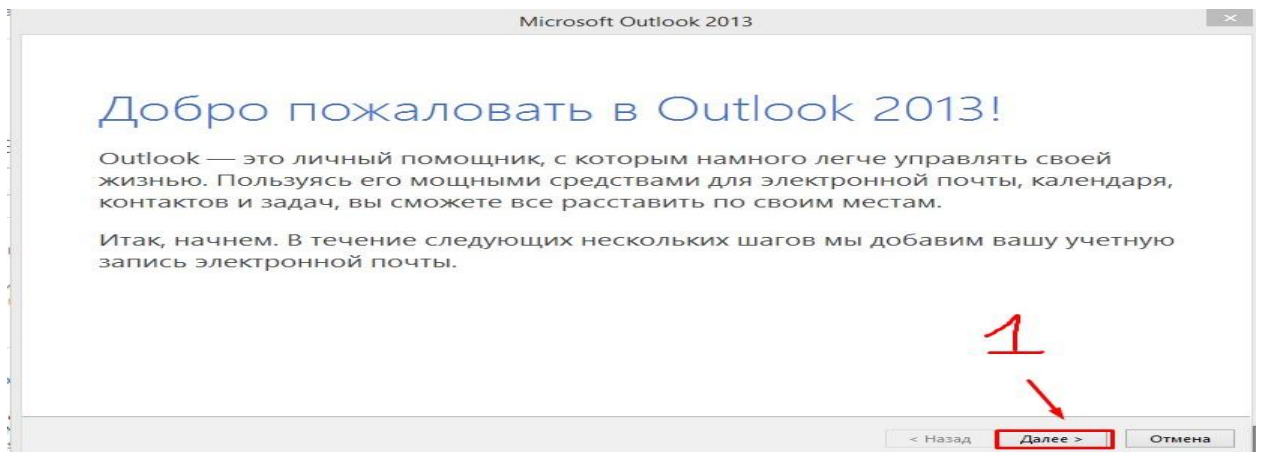 Microsoft Outlook 2013
Добро пожаловать в Outlook 2013!
Outlook — это личный помощник, с которым намного легче управлять своей
жизнью. Пользуясь его мощными средствами для электронной почты, календаря,
контактов и задач, вы сможете все расставить по своим местам.
Итак, начнем. В течение следующих нескольких шагов мы добавим вашу учетную
запись электронной почты.
1
< Назад Далее > Отмена